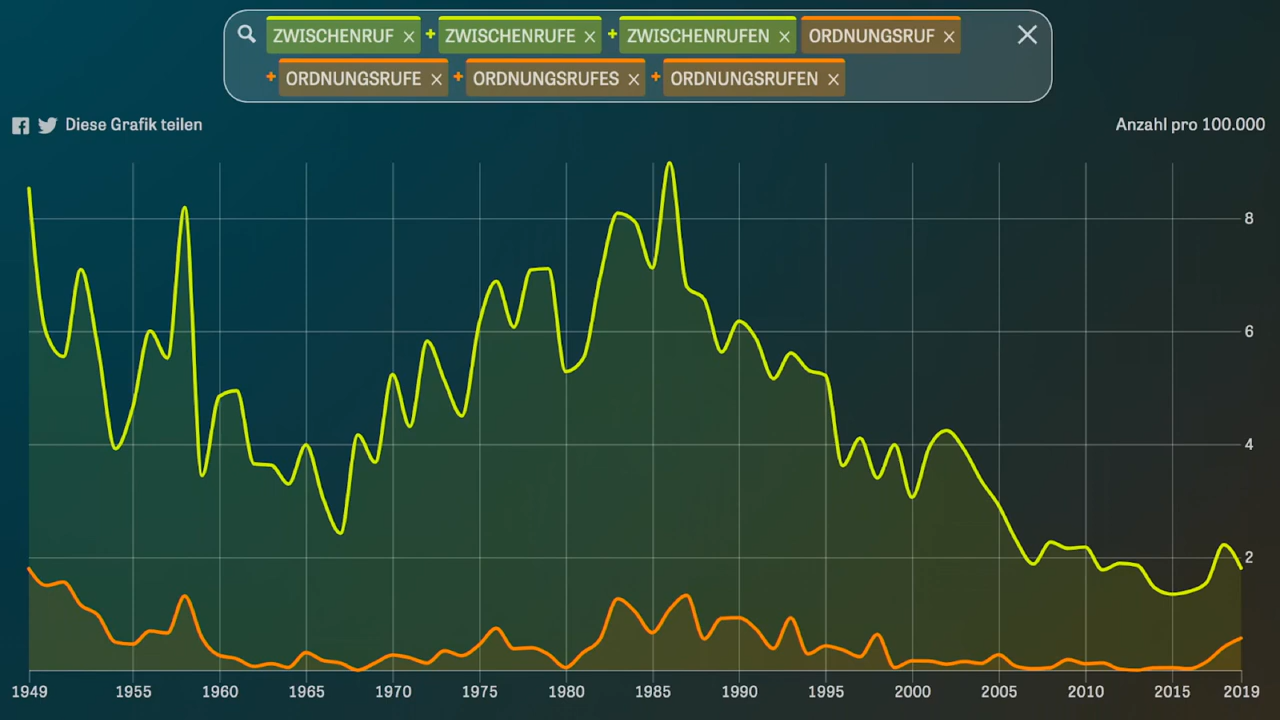 ZWISCHENRUF × + ZWISCHENRUFE × + ZWISCHENRUFEN × ORDNUNGSRUF ×
+ ORDNUNGSRUFE × + ORDNUNGSRUFES × + ORDNUNGSRUFEN ×
Diese Grafik teilen
Anzahl pro 100.000
8
6
4
2
1949 1955 1960 1965 1970 1975 1980 1985 1990 1995 2000 2005 2010 2015 2019